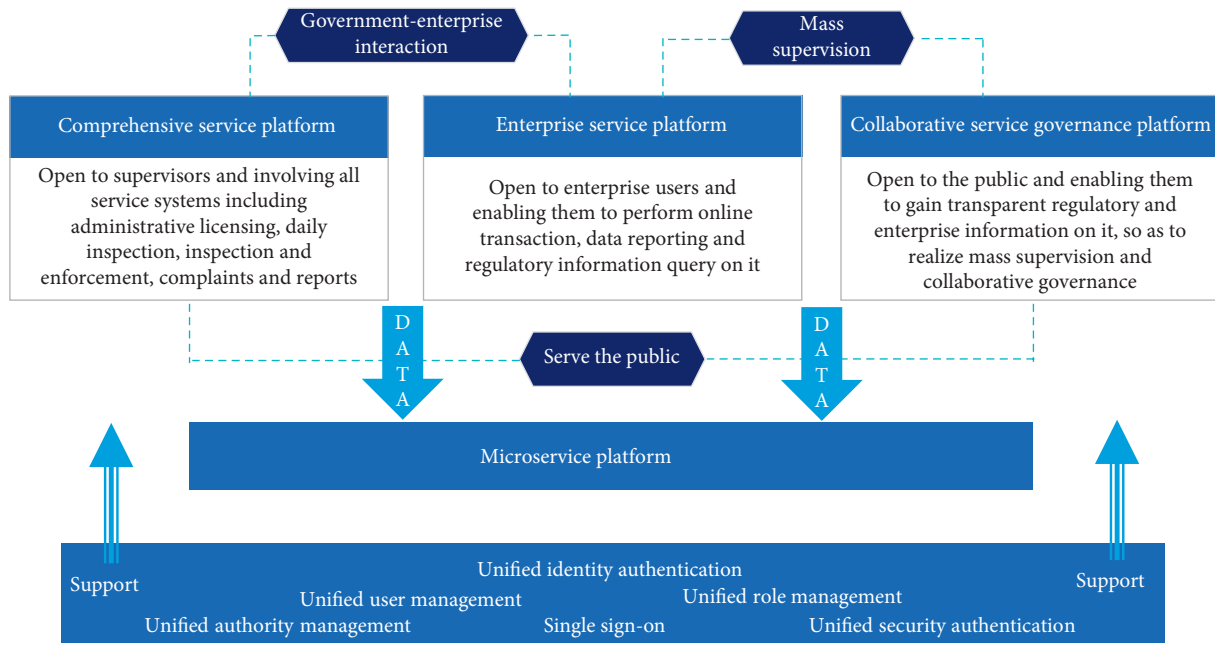 Government-enterprise
interaction
Mass
supervision
Comprehensive service platform
Open to supervisors and involving all
service systems including
administrative licensing, daily
inspection, inspection and
enforcement, complaints and reports
Enterprise service platform
Open to enterprise users and
enabling them to perform online
transaction, data reporting and
regulatory information query on it
Collaborative service governance platform
Open to the public and enabling them
to gain transparent regulatory and
enterprise information on it, so as to
realize mass supervision and
collaborative governance
D
A
T
A
Serve the public
D
A
T
A
Microservice platform
Support
Unified identity authentication
Support
Unified user management
Unified role management
Unified authority management
Single sign-on
Unified security authentication